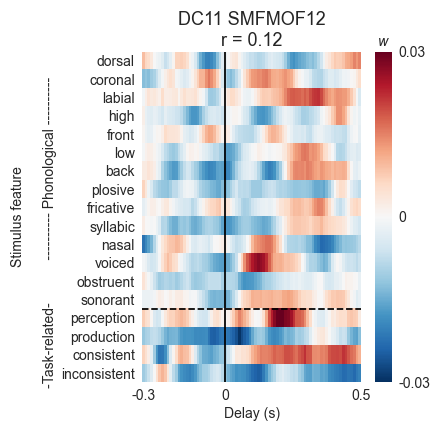 DC11 SMFMOF12
r = 0.12
w
dorsal
coronal
labial
high
front
low
back
plosive
fricative
syllabic
nasal
voiced
obstruent
sonorant
perception
production
consistent
inconsistent
Stimulus feature
-Task-related- -------- Phonological ----------
-0.3 0 0.5
Delay (s)
0.03
0
-0.03